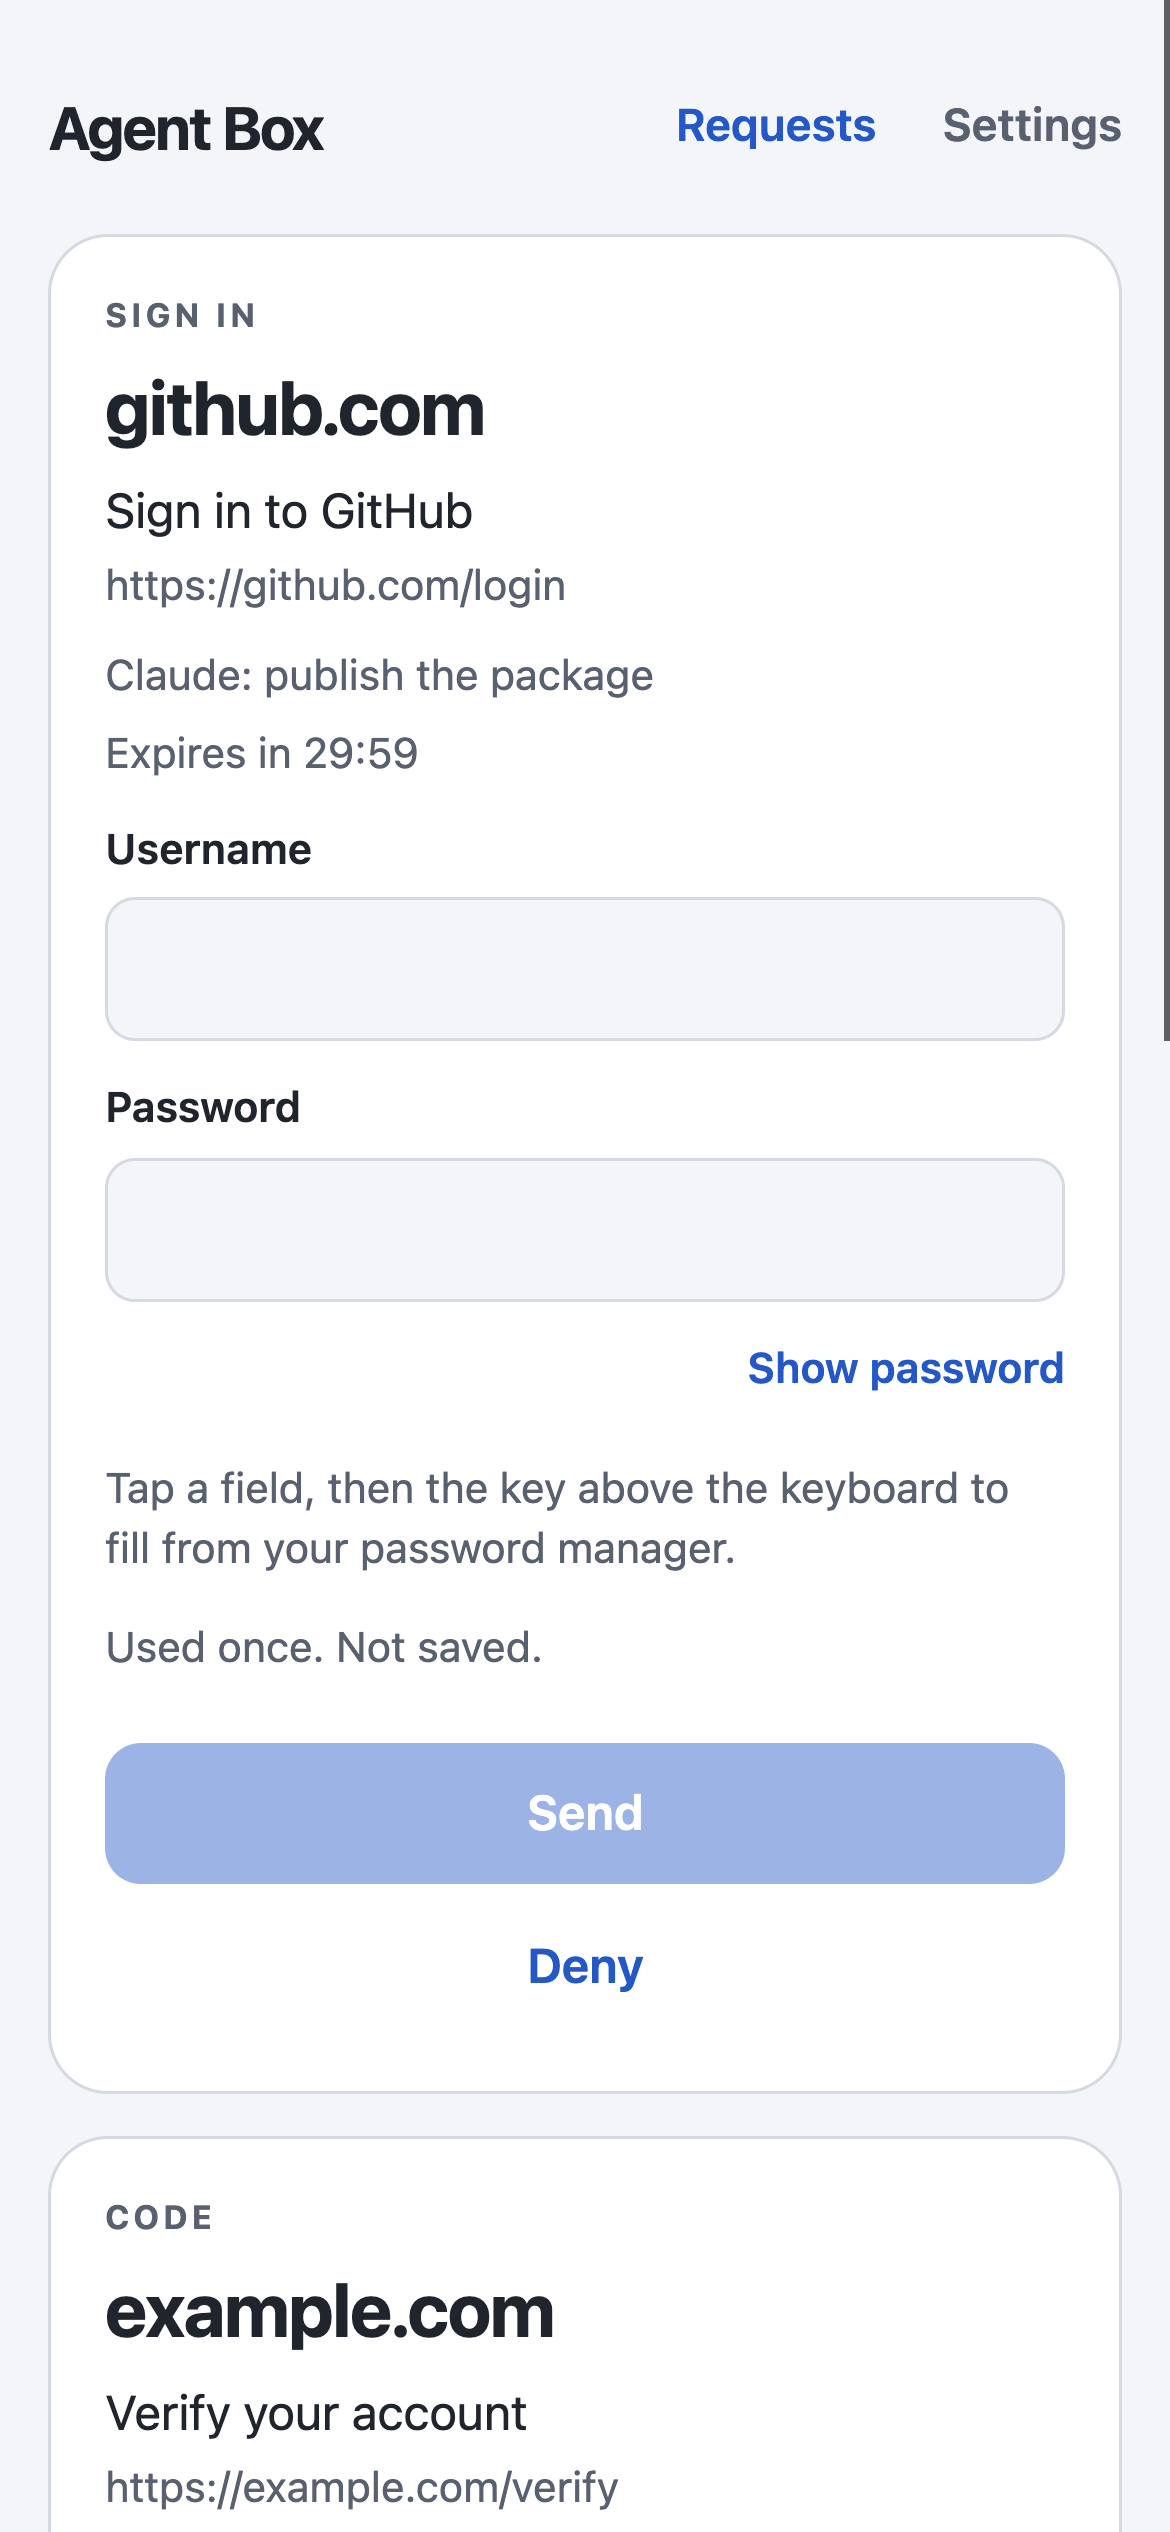 Agent Box
Requests
Settings
SIGN IN
github.com
Sign in to GitHub
https://github.com/login
Claude: publish the package
Expires in 29:59
Username
Password
Show password
Tap a field, then the key above the keyboard to
fill from your password manager.
Used once. Not saved.
Send
Deny
CODE
example.com
Verify your account
https://example.com/verify